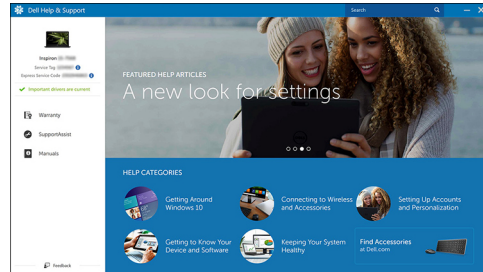 Dell Help & Support
Search
Inspiron
Service Tag
Express Service Code
Important drivers are current
Warranty
SupportAssist
Manuals
Feedback
FEATURED HELP ARTICLES
A new look for settings
HELP CATEGORIES
Getting Around
Windows 10
Connecting to Wireless
and Accessories
Setting Up Accounts
and Personalization
Getting to Know Your
Device and Software
Keeping Your System
Healthy
Find Accessories
at Dell.com